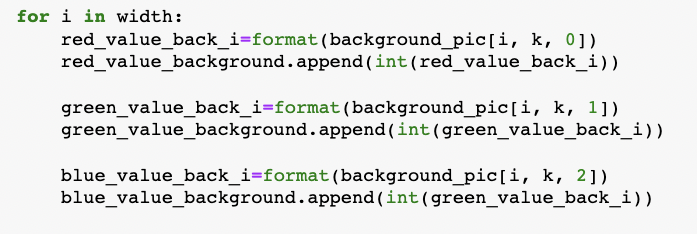 for i in width:
    red_value_back_i=format(background_pic[i, k, 0])
    red_value_background.append(int(red_value_back_i))

    green_value_back_i=format(background_pic[i, k, 1])
    green_value_background.append(int(green_value_back_i))

    blue_value_back_i=format(background_pic[i, k, 2])
    blue_value_background.append(int(green_value_back_i))